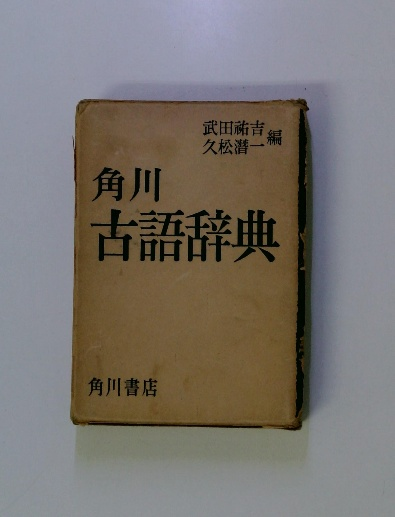 武田祐吉
久松潜一
編
角川
古語辞典
角川書店